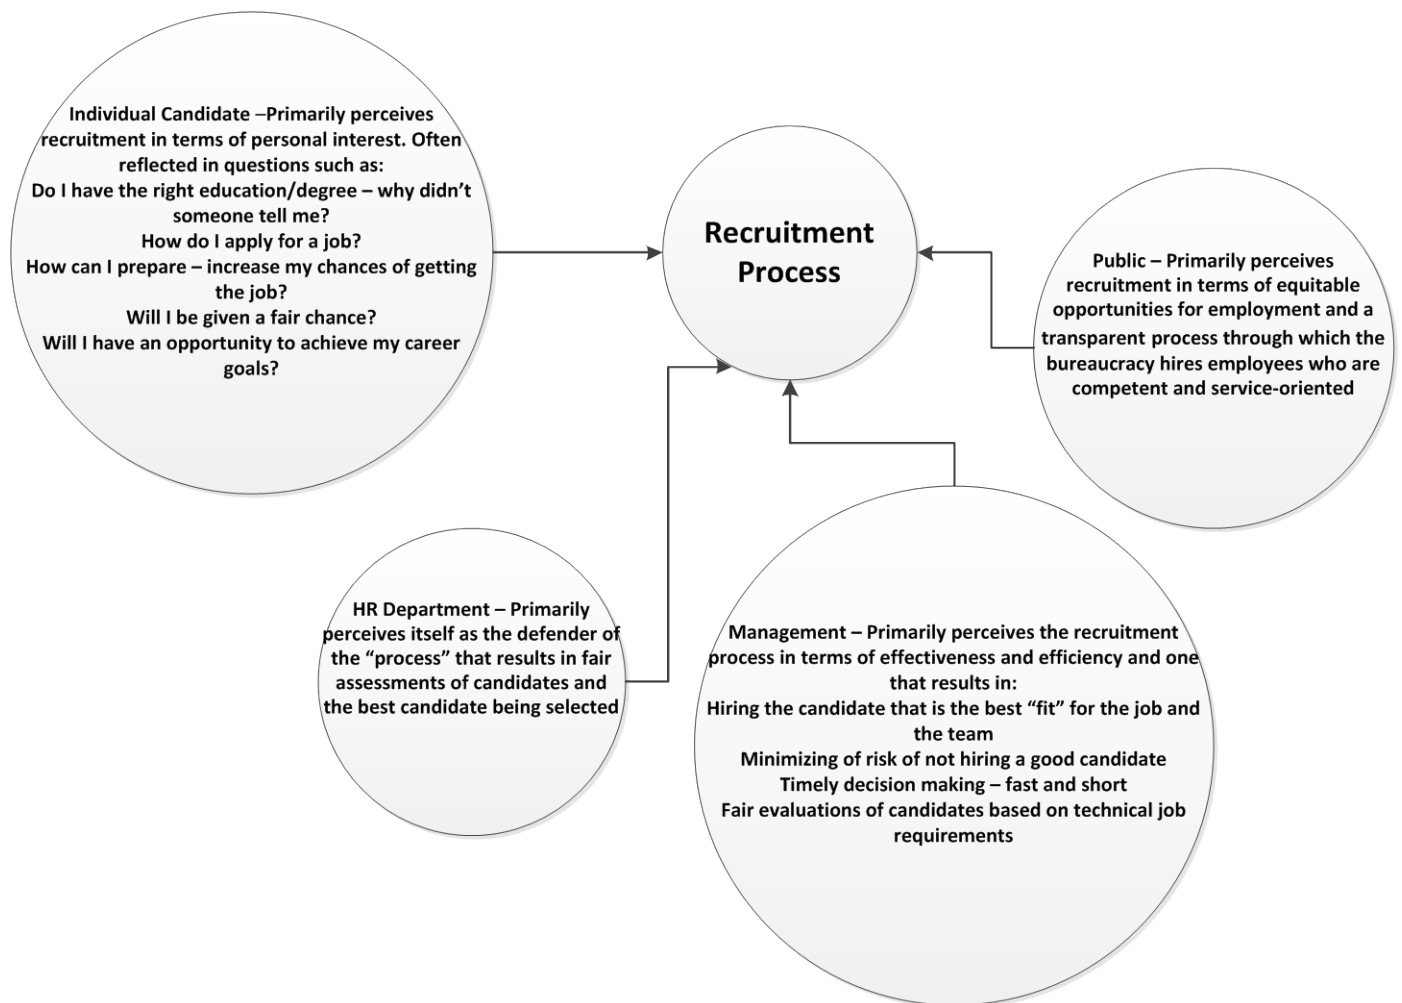 Individual Candidate –Primarily perceives
recruitment in terms of personal interest. Often
reflected in questions such as:
Do I have the right education/degree – why didn’t
someone tell me?
How do I apply for a job?
How can I prepare – increase my chances of getting
the job?
Will I be given a fair chance?
Will I have an opportunity to achieve my career
goals?
Recruitment
Process
Public – Primarily perceives
recruitment in terms of equitable
opportunities for employment and a
transparent process through which the
bureaucracy hires employees who are
competent and service-oriented
HR Department – Primarily
perceives itself as the defender of
the “process” that results in fair
assessments of candidates and
the best candidate being selected
Management – Primarily perceives the recruitment
process in terms of effectiveness and efficiency and one
that results in:
Hiring the candidate that is the best “fit” for the job and
the team
Minimizing of risk of not hiring a good candidate
Timely decision making – fast and short
Fair evaluations of candidates based on technical job
requirements